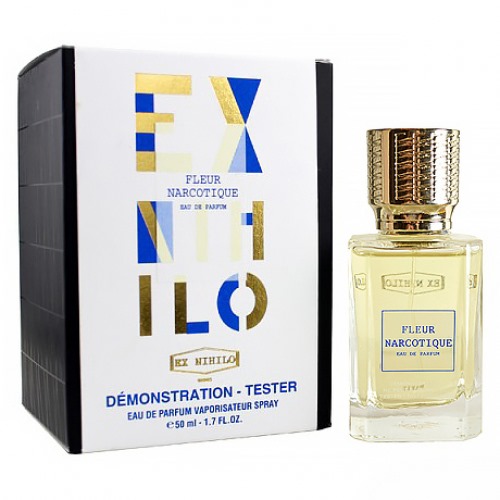 EX
FLEUR
NARCOTIQUE
EAU DE PARFUM
NIH
ILO
EX NIHILO
DÉMONSTRATION - TESTER
EAU DE PARFUM VAPORISATEUR SPRAY
e50 ml - 1.7 FL.OZ.
EX NIHILO
FLEUR
NARCOTIQUE
EAU DE PARFUM